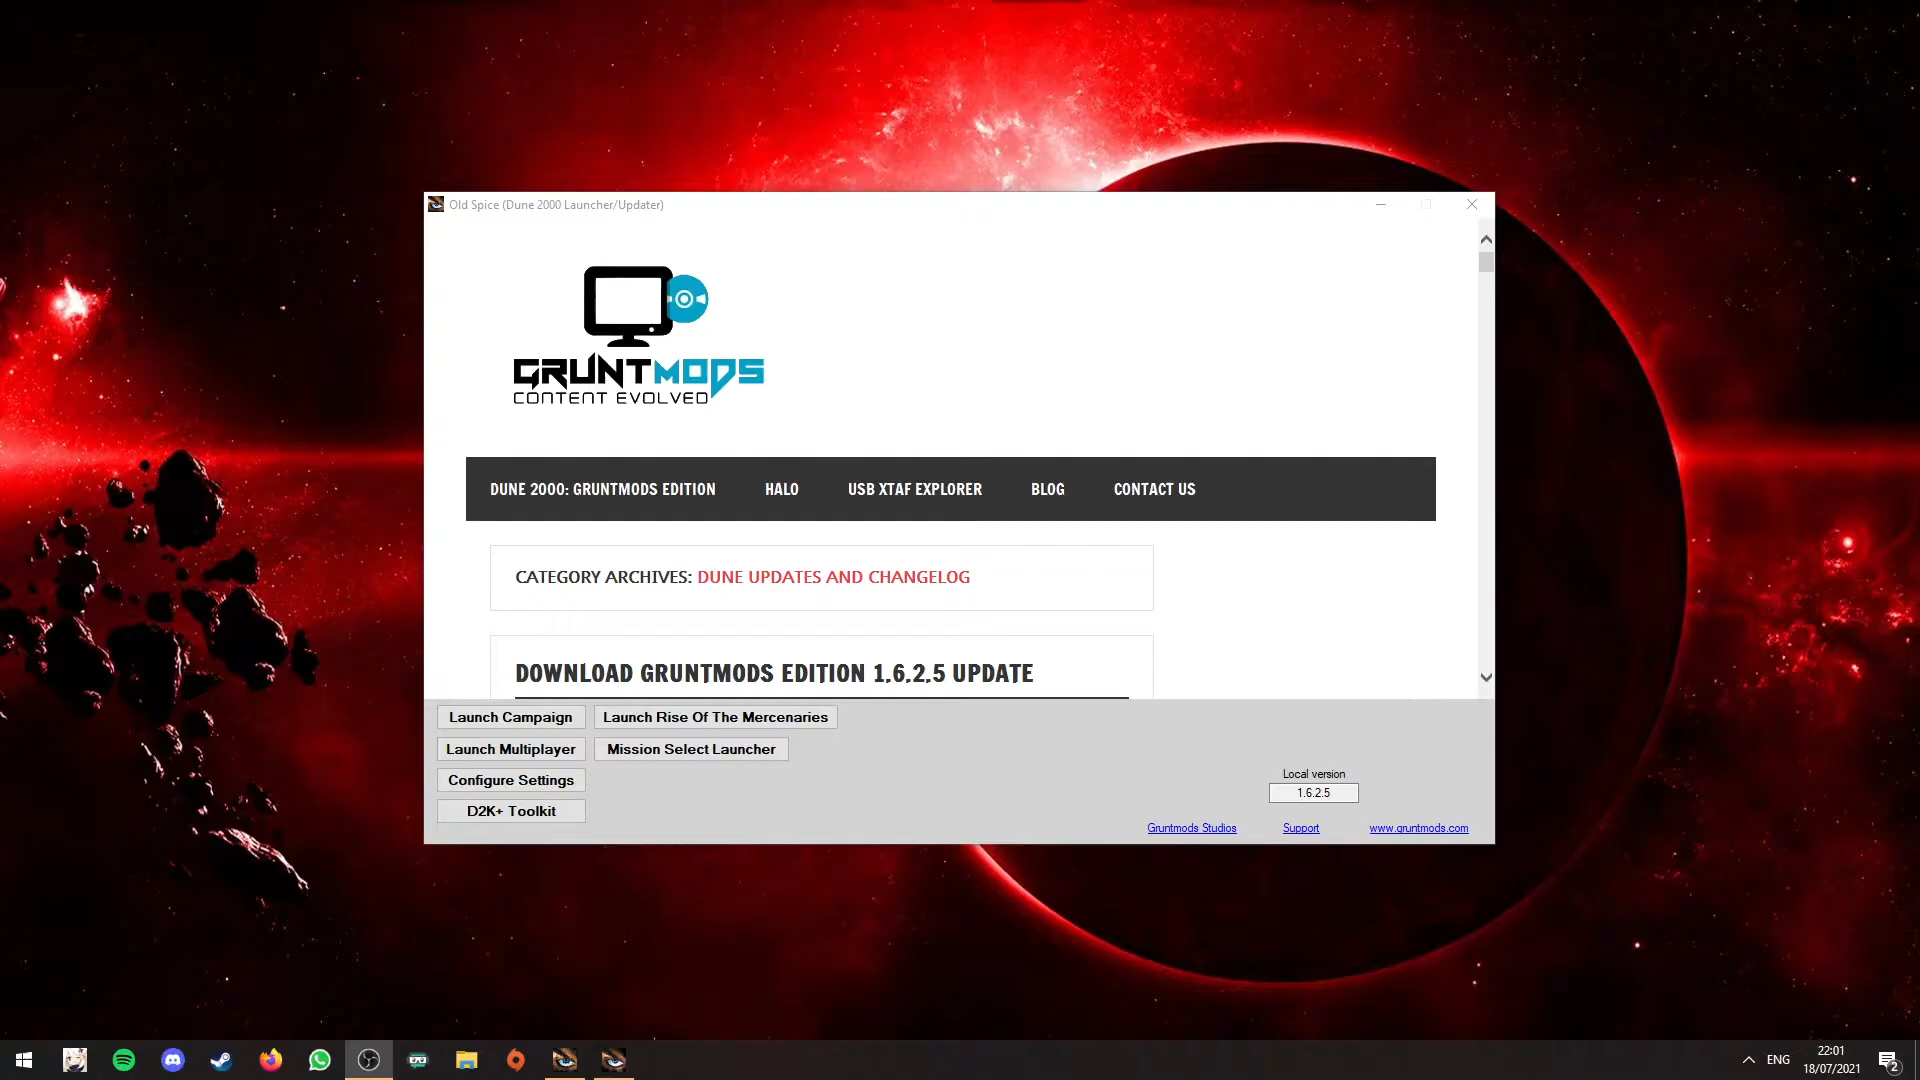 Old Spice (Dune 2000 Launcher/Updater)
GRUNTMODS
CONTENT EVOLVED
DUNE 2000: GRUNTMODS EDITION HALO USB XTAF EXPLORER BLOG CONTACT US
CATEGORY ARCHIVES: DUNE UPDATES AND CHANGELOG
DOWNLOAD GRUNTMODS EDITION 1.6.2.5 UPDATE
Launch Campaign Launch Rise Of The Mercenaries
Launch Multiplayer Mission Select Launcher
Configure Settings
D2K+ Toolkit
Local version
1.6.2.5
Gruntmods Studios Support www.gruntmods.com
ENG
22:01
18/07/2021
2